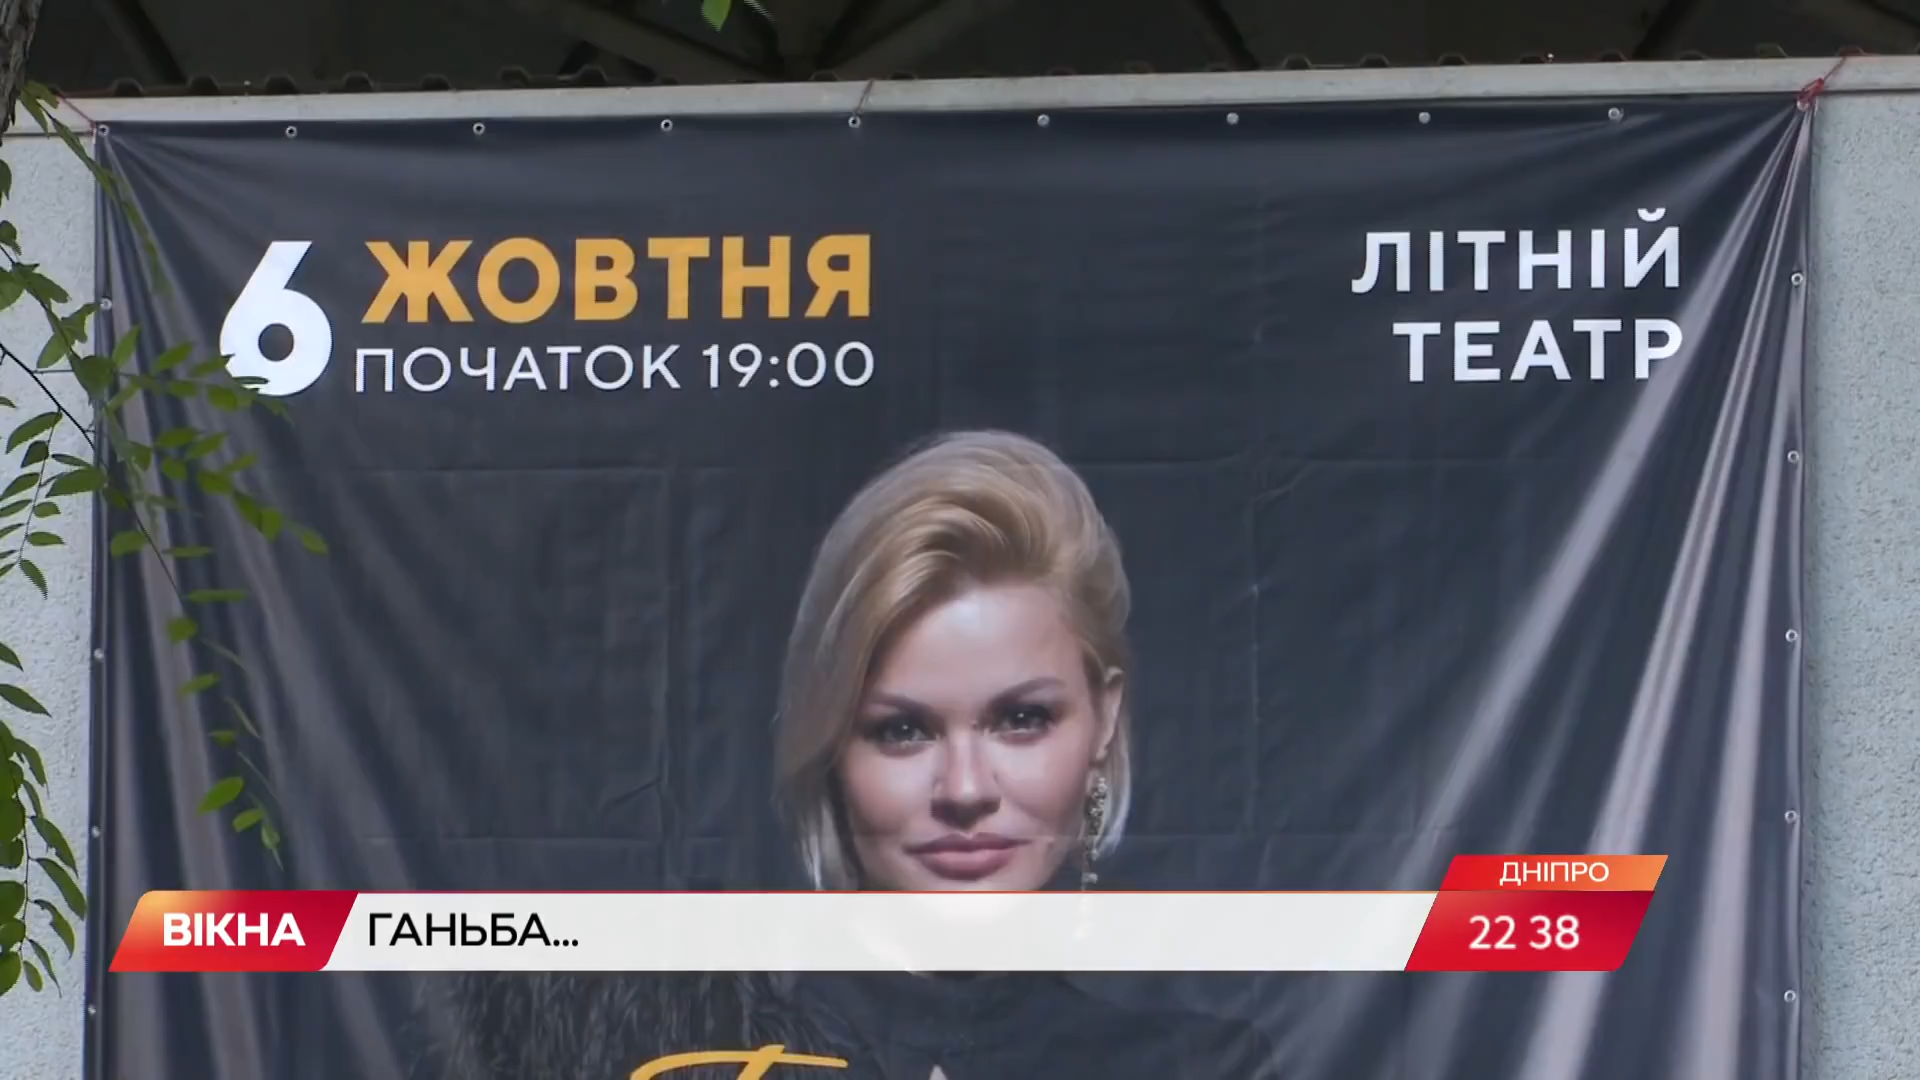 6 ЖОВТНЯ
ПОЧАТОК 19:00
ЛІТНІЙ
ТЕАТР
ДНІПРО
ВІКНА
ГАНЬБА...
22 38